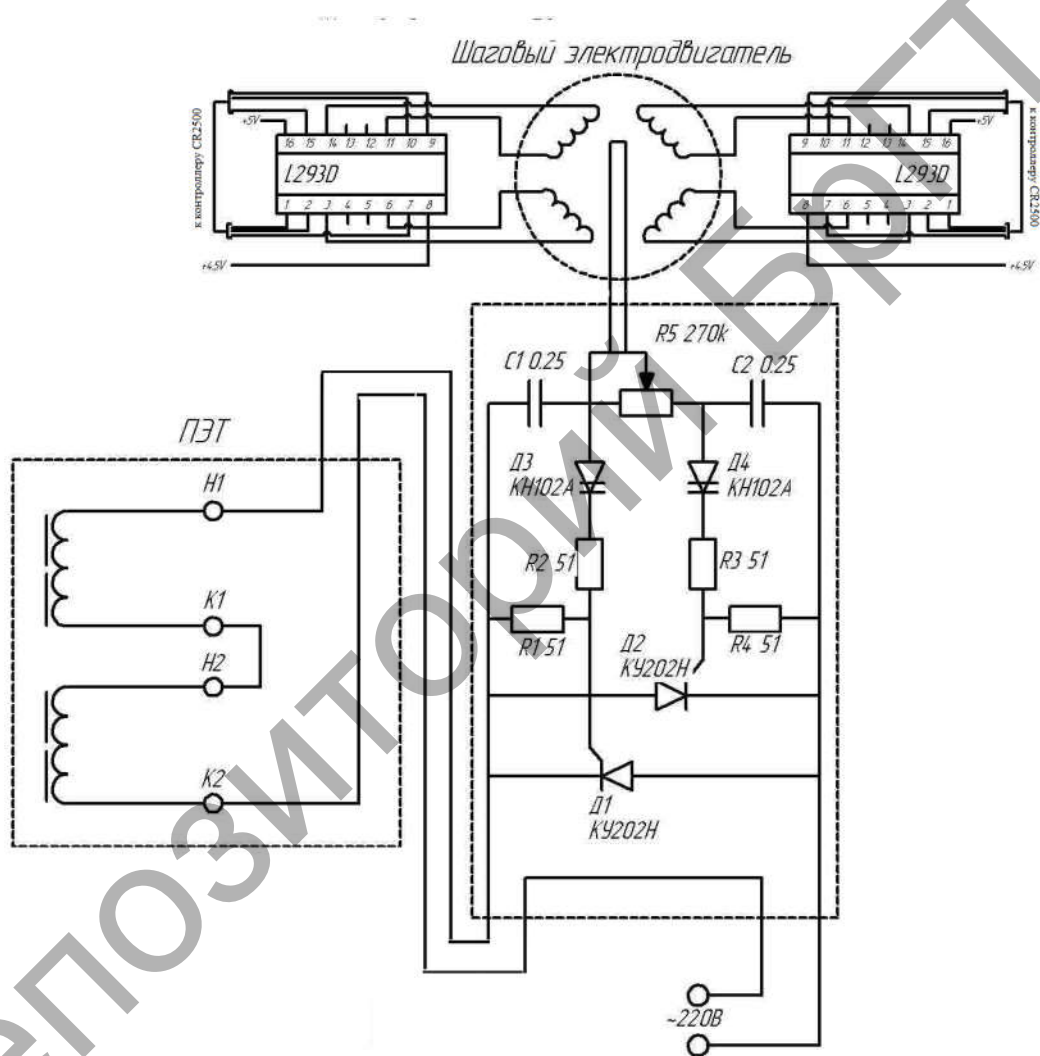 Шаговый электродвигатель
к контроллеру CR2500
+5V
16 15 14 13 12 11 10 9
L293D
1 2 3 4 5 6 7 8
+4.5V
9 10 11 12 13 14 15 16
+5V
L293D
8 7 6 5 4 3 2 1
+4.5V
к контроллеру CR2500
R5 270k
C1 0.25
C2 0.25
ПЭТ
H1
K1
H2
K2
Д3
КН102А
Д4
КН102А
R2 51
R3 51
R1 51
R4 51
Д2
КУ202Н
Д1
КУ202Н
~220В
епозиторий БрГТ